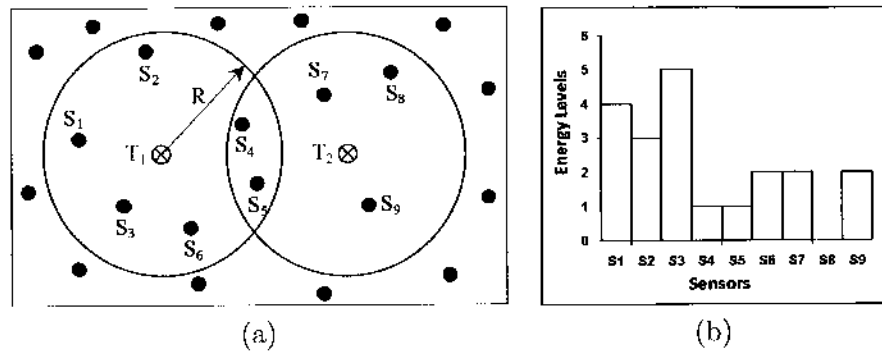 S2
S7
S8
R
S1
T1
S4
T2
S3
S6
S5
S9
(a)
Energy Levels
6
5
4
3
2
1
0
S1 S2 S3 S4 S5 S6 S7 S8 S9
Sensors
(b)